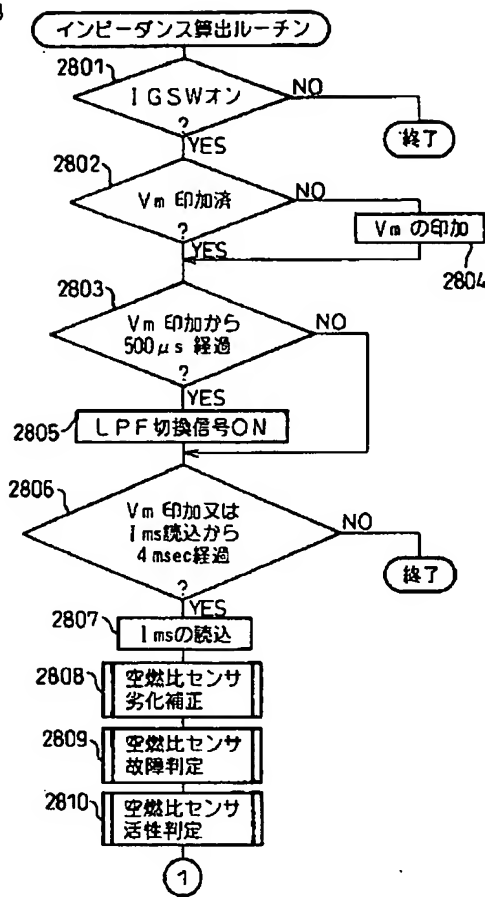 インピーダンス算出ルーチン
2801
IGSWオン
?
NO
終了
YES
2802
Vm 印加済
NO
Vm の印加
2804
YES
2803
Vm 印加から
500μs 経過
?
NO
YES
2805
LPF切換信号ON
2806
Vm 印加又は
Ims読込から
4msec経過
?
NO
終了
YES
2807
Imsの読込
2808
空燃比センサ
劣化補正
2809
空燃比センサ
故障判定
2810
空燃比センサ
活性判定
1